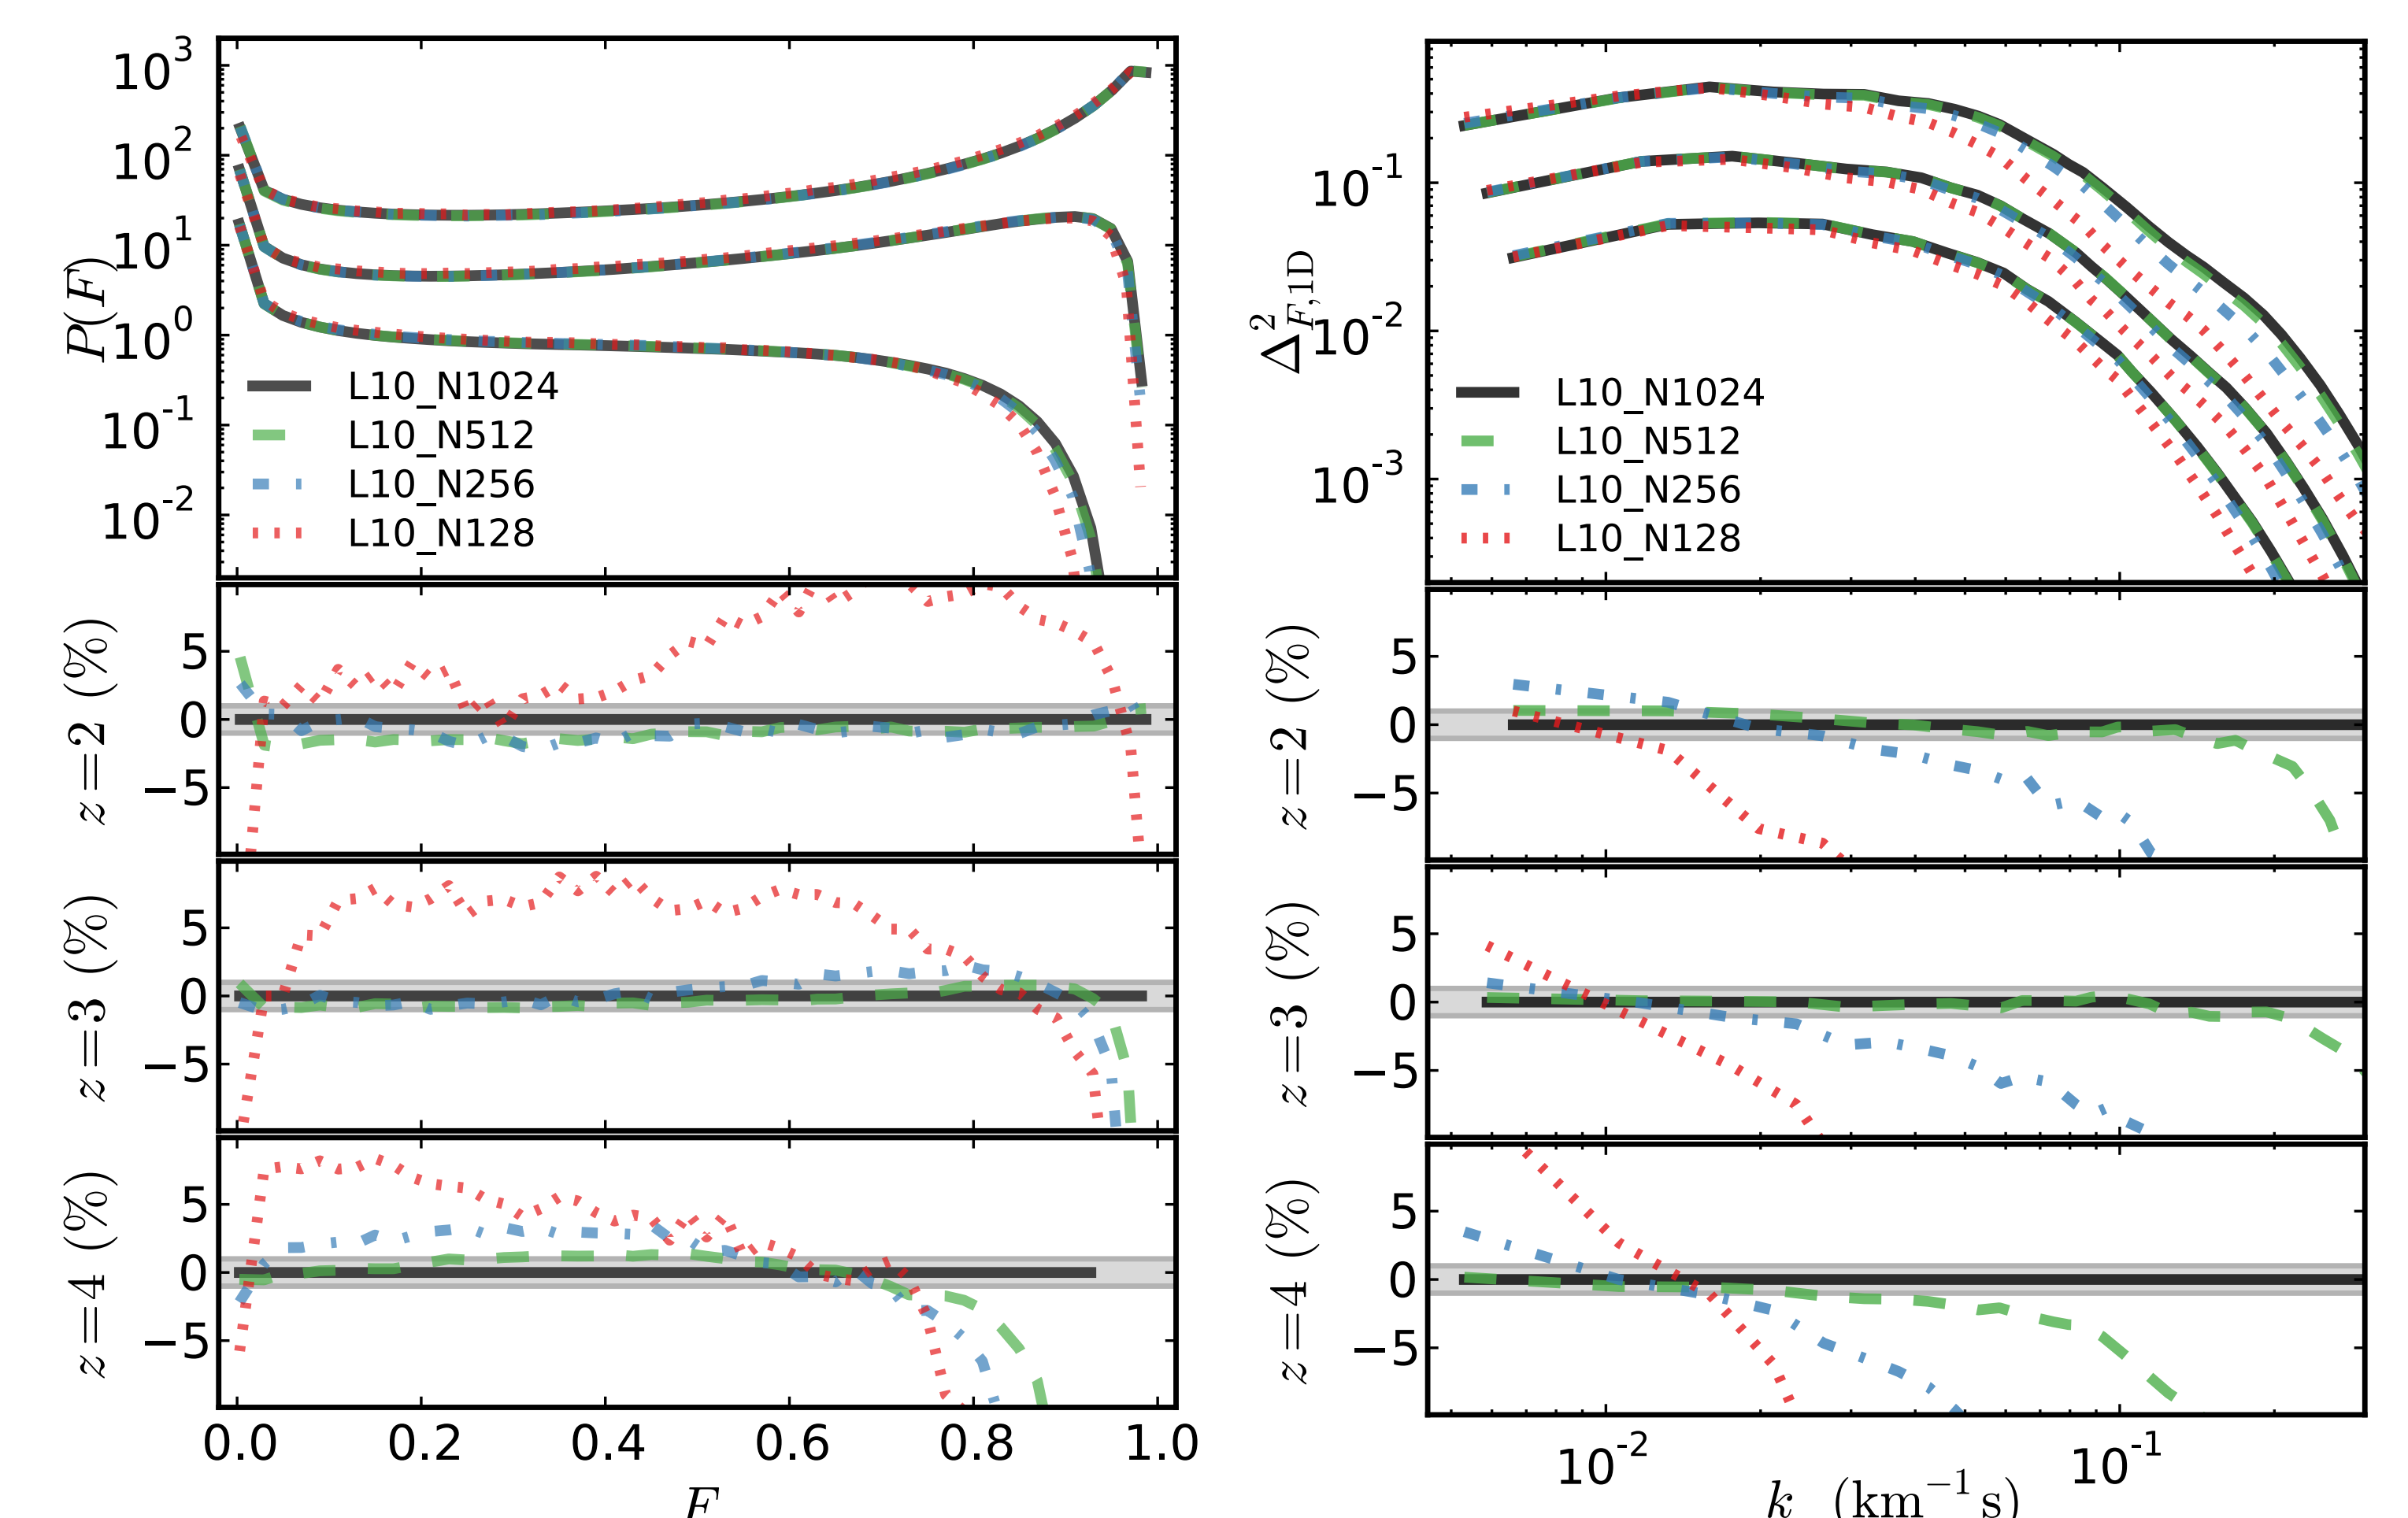 P(F)
10^3
10^2
10^1
10^0
10^-1
10^-2
L10_N1024
L10_N512
L10_N256
L10_N128
z=2 (%)
5
0
−5
z=3 (%)
5
0
−5
z=4 (%)
5
0
−5
0.0 0.2 0.4 0.6 0.8 1.0
F
Δ^2_F,1D
10^-1
10^-2
10^-3
L10_N1024
L10_N512
L10_N256
L10_N128
z=2 (%)
5
0
−5
z=3 (%)
5
0
−5
z=4 (%)
5
0
−5
10^-2 10^-1
k (km^−1 s)